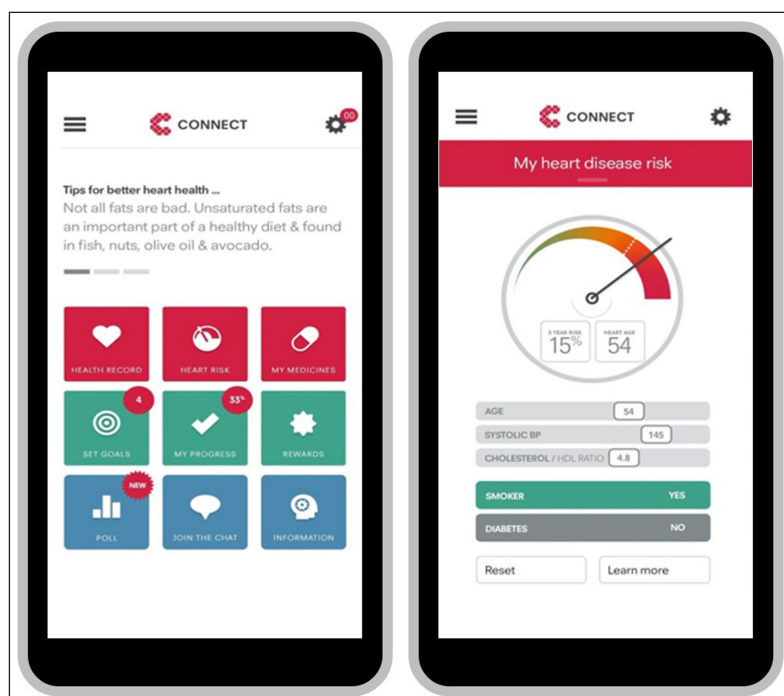 CONNECT
00
Tips for better heart health ...
Not all fats are bad. Unsaturated fats are
an important part of a healthy diet & found
in fish, nuts, olive oil & avocado.
HEALTH RECORD
HEART RISK
MY MEDICINES
4
33%
SET GOALS
MY PROGRESS
REWARDS
NEW
POLL
JOIN THE CHAT
INFORMATION
CONNECT
My heart disease risk
5 YEAR RISK
15%
HEART AGE
54
AGE 54
SYSTOLIC BP 145
CHOLESTEROL / HDL RATIO 4.8
SMOKER YES
DIABETES NO
Reset
Learn more